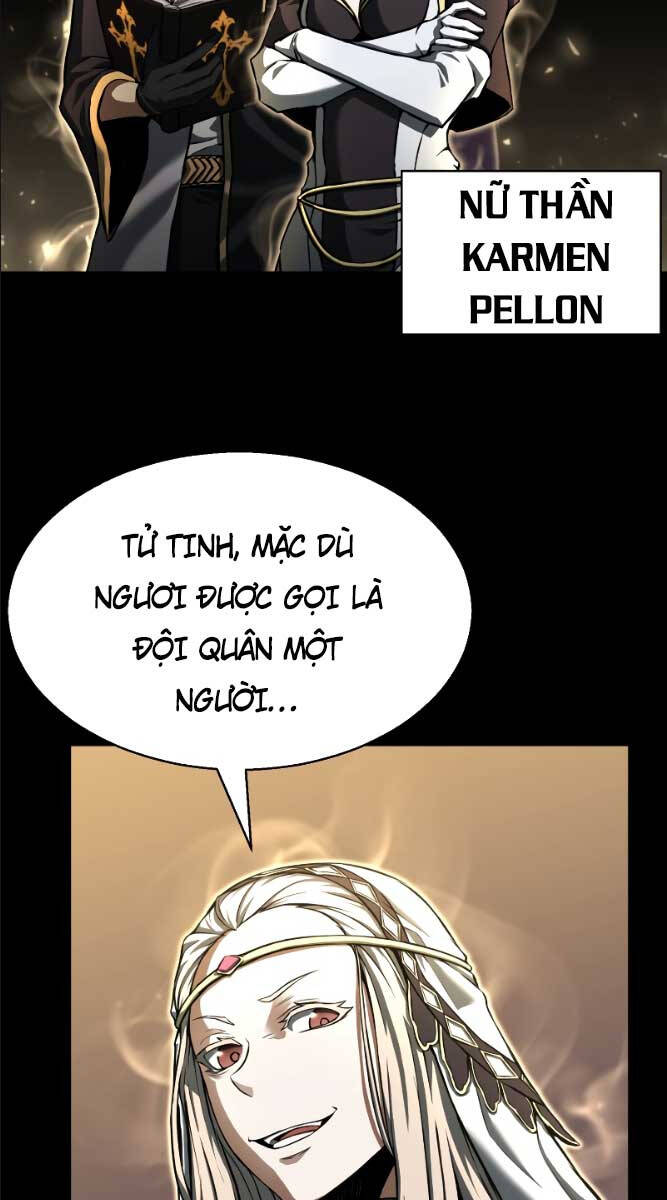 NỮ THẦN
KARMEN
PELLON
TỬ TINH, MẶC DÙ
NGƯƠI ĐƯỢC GỌI LÀ
ĐỘI QUÂN MỘT
NGƯỜI...